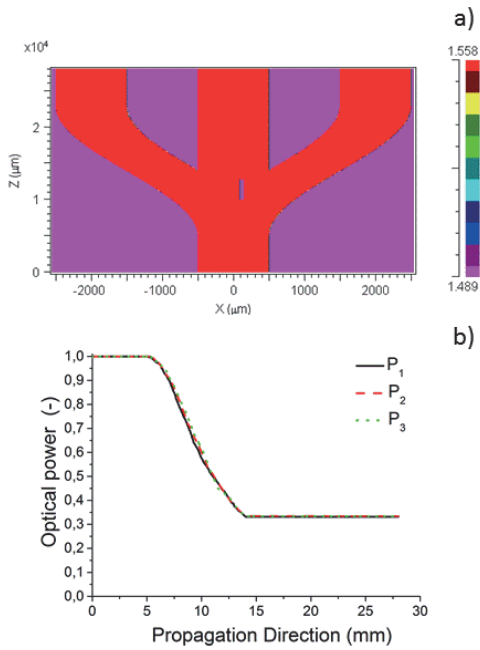 a)
x10⁴
1.558
2
1
0
Z (µm)
-2000
-1000
0
1000
2000
X (µm)
1.489
b)
1,0
0,9
0,8
0,7
0,6
0,5
0,4
0,3
0,2
0,1
0,0
Optical power (-)
P₁
P₂
P₃
0
5
10
15
20
25
30
Propagation Direction (mm)